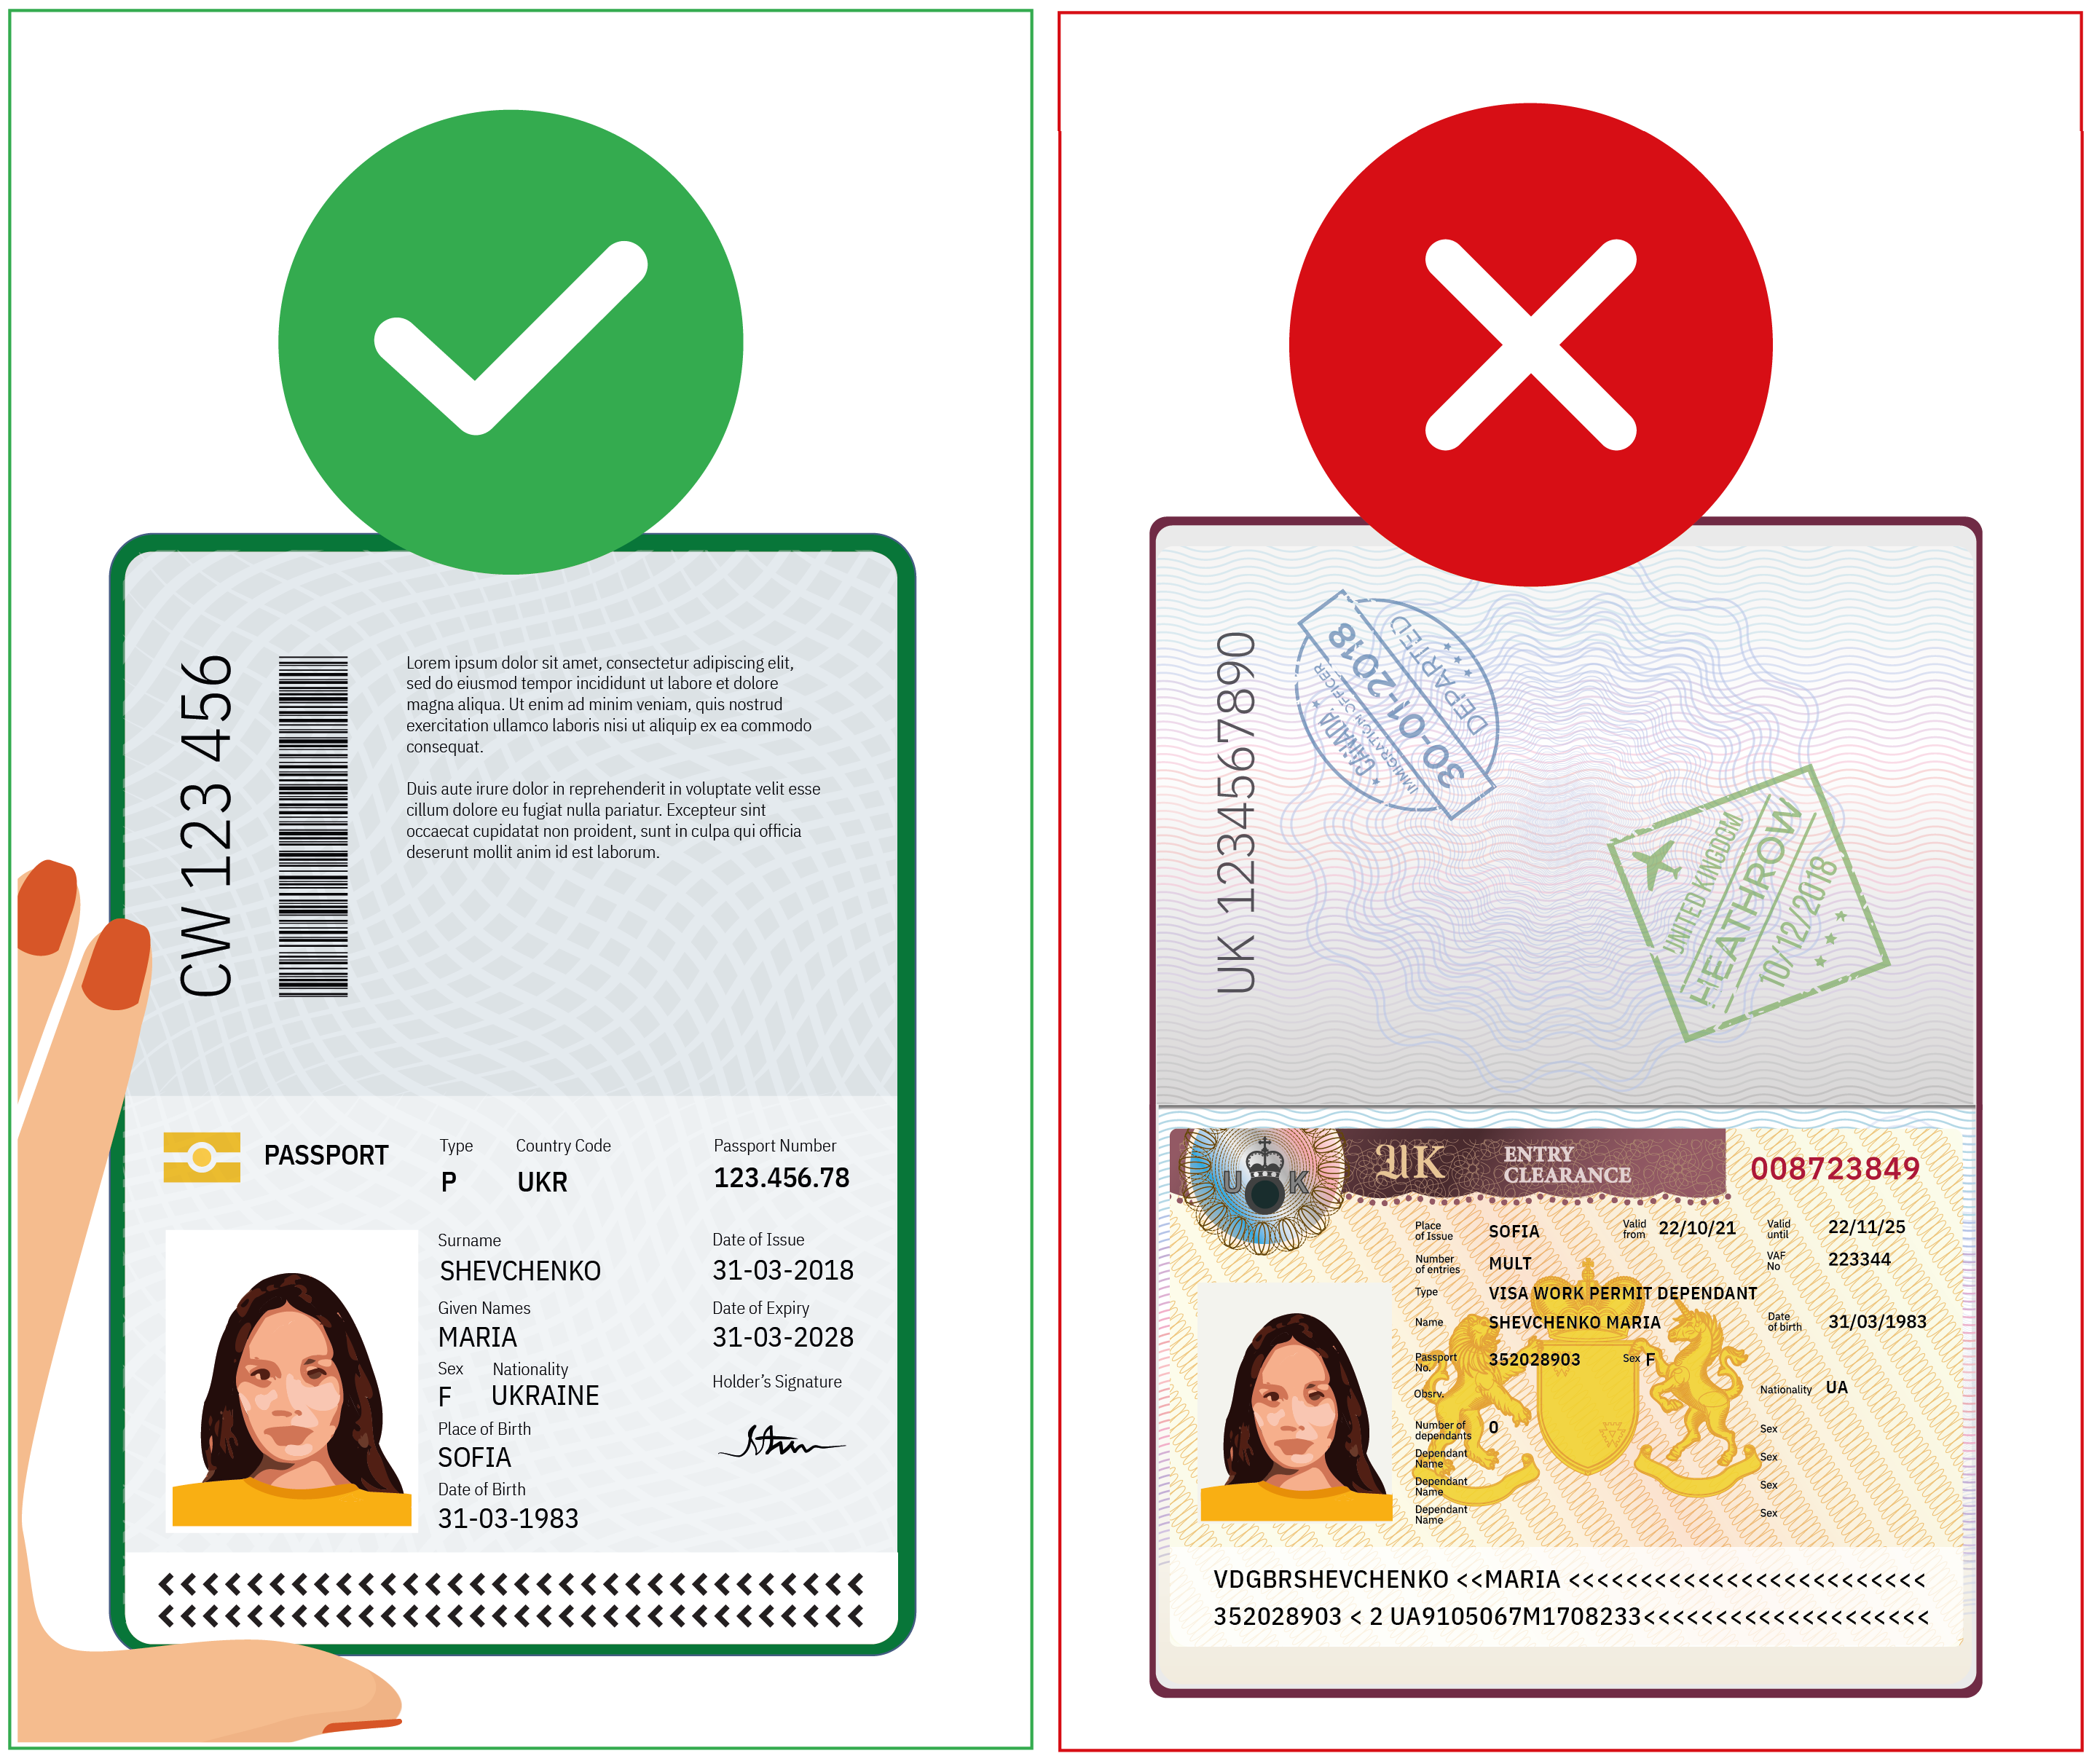 CW 123 456
Lorem ipsum dolor sit amet, consectetur adipiscing elit,
sed do eiusmod tempor incididunt ut labore et dolore
magna aliqua. Ut enim ad minim veniam, quis nostrud
exercitation ullamco laboris nisi ut aliquip ex ea commodo
consequat.
Duis aute irure dolor in reprehenderit in voluptate velit esse
cillum dolore eu fugiat nulla pariatur. Excepteur sint
occaecat cupidatat non proident, sunt in culpa qui officia
deserunt mollit anim id est laborum.
PASSPORT
Type Country Code Passport Number
P UKR 123.456.78
Surname Date of Issue
SHEVCHENKO 31-03-2018
Given Names Date of Expiry
MARIA 31-03-2028
Sex Nationality Holder’s Signature
F UKRAINE
Place of Birth
SOFIA
Date of Birth
31-03-1983
UK 1234567890
DEPARTED
30-01-2018
IMMIGRATION OFFICER
CANADA
UNITED KINGDOM
HEATHROW
10/12/2018
U K
UK ENTRY
CLEARANCE
008723849
Place
of Issue SOFIA Valid
from 22/10/21 Valid
until 22/11/25
Number
of entries MULT VAF
No 223344
Type VISA WORK PERMIT DEPENDANT
Name SHEVCHENKO MARIA Date
of birth 31/03/1983
Passport
No. 352028903 Sex F
Obsrv. Nationality UA
Number of
dependants 0 Sex
Dependant
Name Sex
Dependant
Name Sex
Dependant
Name Sex
VDGBRSHEVCHENKO <<MARIA <<<<<<<<<<<<<<<<<<<<<<<<<
352028903 < 2 UA9105067M1708233<<<<<<<<<<<<<<<<<<<<